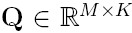 Q ∈ ℝ^{M×K}